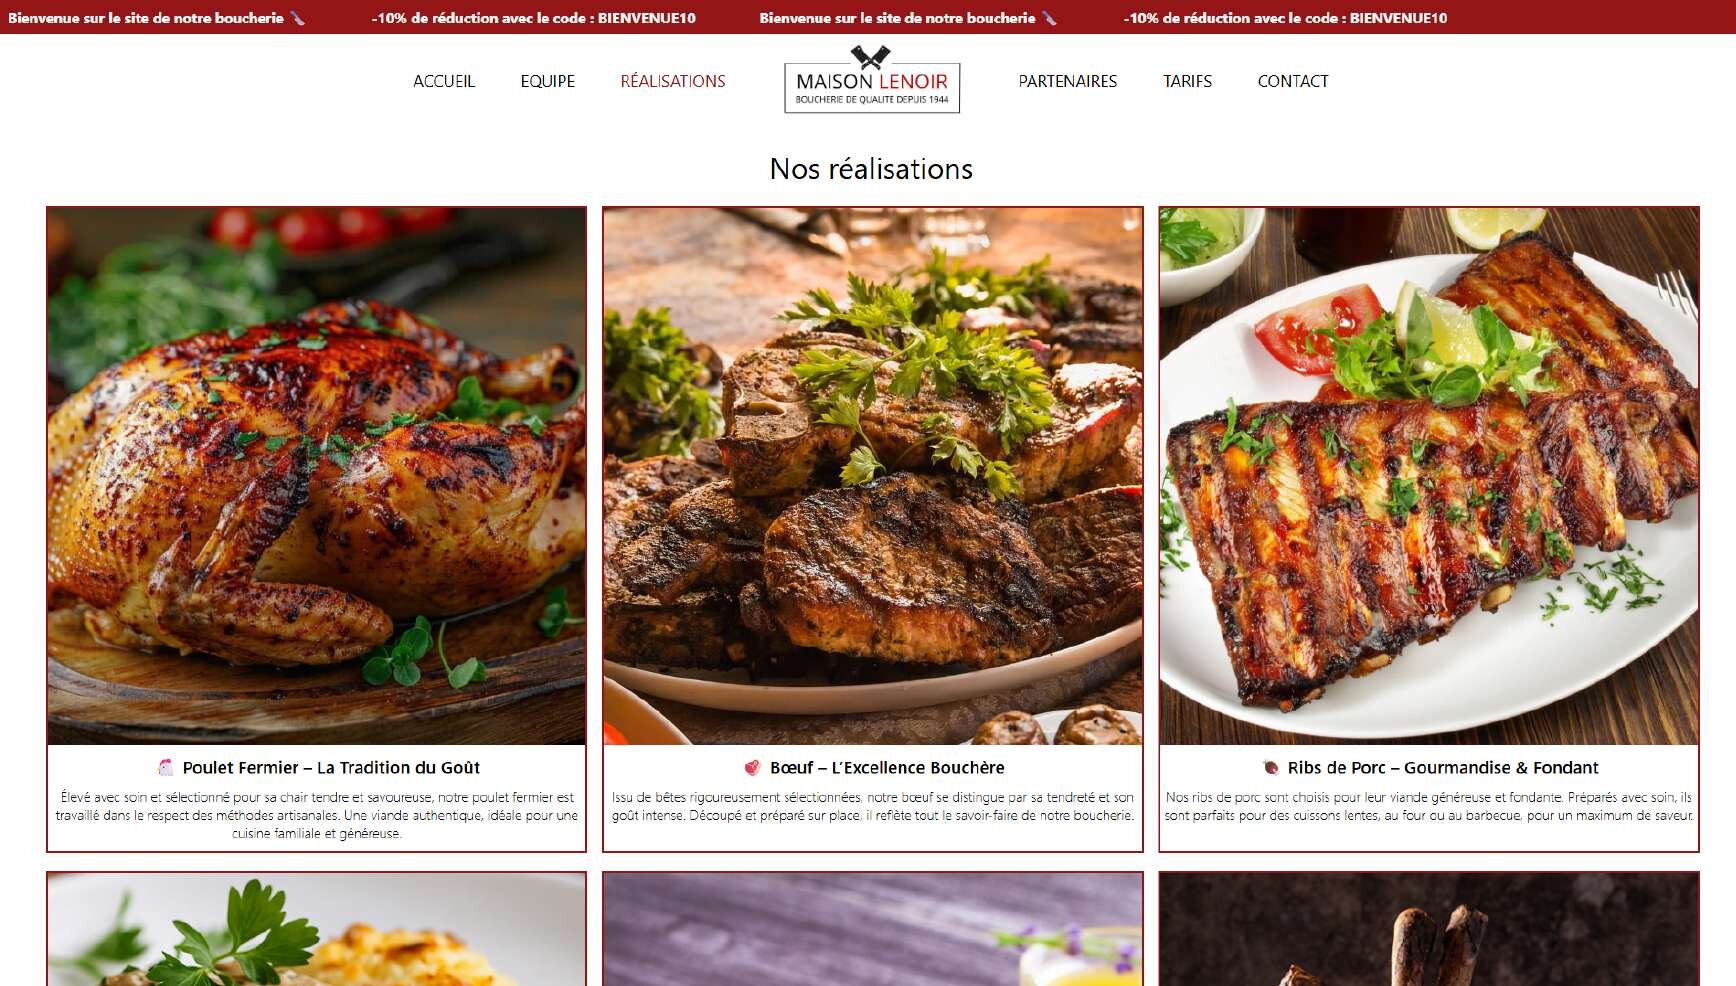 Bienvenue sur le site de notre boucherie 🔪 -10% de réduction avec le code : BIENVENUE10 Bienvenue sur le site de notre boucherie 🔪 -10% de réduction avec le code : BIENVENUE10
ACCUEIL EQUIPE RÉALISATIONS
MAISON LENOIR
BOUCHERIE DE QUALITÉ DEPUIS 1944
PARTENAIRES TARIFS CONTACT
Nos réalisations
🐔 Poulet Fermier – La Tradition du Goût
Élevé avec soin et sélectionné pour sa chair tendre et savoureuse, notre poulet fermier est
travaillé dans le respect des méthodes artisanales. Une viande authentique, idéale pour une
cuisine familiale et généreuse.
🥩 Bœuf – L’Excellence Bouchère
Issu de bêtes rigoureusement sélectionnées, notre bœuf se distingue par sa tendreté et son
goût intense. Découpé et préparé sur place, il reflète tout le savoir-faire de notre boucherie.
🍖 Ribs de Porc – Gourmandise & Fondant
Nos ribs de porc sont choisis pour leur viande généreuse et fondante. Préparés avec soin, ils
sont parfaits pour des cuissons lentes, au four ou au barbecue, pour un maximum de saveur.